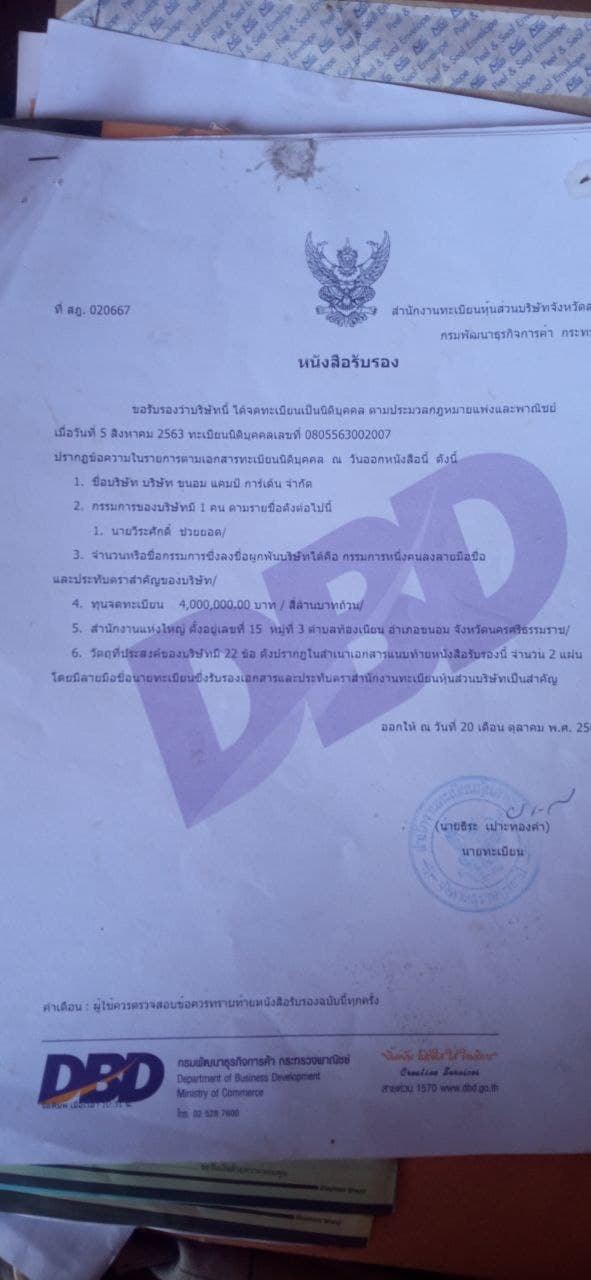 Peel & Seal Envelope
ที่ สฎ. 020667
สำนักงานทะเบียนหุ้นส่วนบริษัทจังหวัด
กรมพัฒนาธุรกิจการค้า
หนังสือรับรอง
ขอรับรองว่าบริษัทนี้ ได้จดทะเบียนเป็นนิติบุคคล ตามประมวลกฎหมายแพ่งและพาณิชย์
เมื่อวันที่ 5 สิงหาคม 2563 ทะเบียนนิติบุคคลเลขที่ 0805563002007
ปรากฏข้อความในรายการตามเอกสารทะเบียนนิติบุคคล ณ วันออกหนังสือนี้ ดังนี้
1. ชื่อบริษัท บริษัท ขนอม แคมป์ การ์เด้น จำกัด
2. กรรมการของบริษัทมี 1 คน ตามรายชื่อดังต่อไปนี้
1. นายวีระศักดิ์ ช่วยยอด/
3. จำนวนหรือชื่อกรรมการซึ่งลงชื่อผูกพันบริษัทได้คือ กรรมการหนึ่งคนลงลายมือชื่อ
และประทับตราสำคัญของบริษัท/
4. ทุนจดทะเบียน 4,000,000.00 บาท / สี่ล้านบาทถ้วน/
5. สำนักงานแห่งใหญ่ ตั้งอยู่เลขที่ 15 หมู่ที่ 3 ตำบลท้องเนียน อำเภอขนอม จังหวัดนครศรีธรรมราช/
6. วัตถุที่ประสงค์ของบริษัทมี 22 ข้อ ดังปรากฏในสำเนาเอกสารแนบท้ายหนังสือรับรองนี้ จำนวน 2 แผ่น
โดยมีลายมือชื่อนายทะเบียนซึ่งรับรองเอกสารและประทับตราสำนักงานทะเบียนหุ้นส่วนบริษัทเป็นสำคัญ
DBD
ออกให้ ณ วันที่ 20 เดือน ตุลาคม พ.ศ.
(นายธีระ เปาะทองคำ)
นายทะเบียน
คำเตือน : ผู้ใช้ควรตรวจสอบข้อควรทราบท้ายหนังสือรับรองฉบับนี้ทุกครั้ง
DBD
กรมพัฒนาธุรกิจการค้า กระทรวงพาณิชย์
Department of Business Development
Ministry of Commerce
โทร. 02 528 7600
Creative Services
สายด่วน 1570 www.dbd.go.th